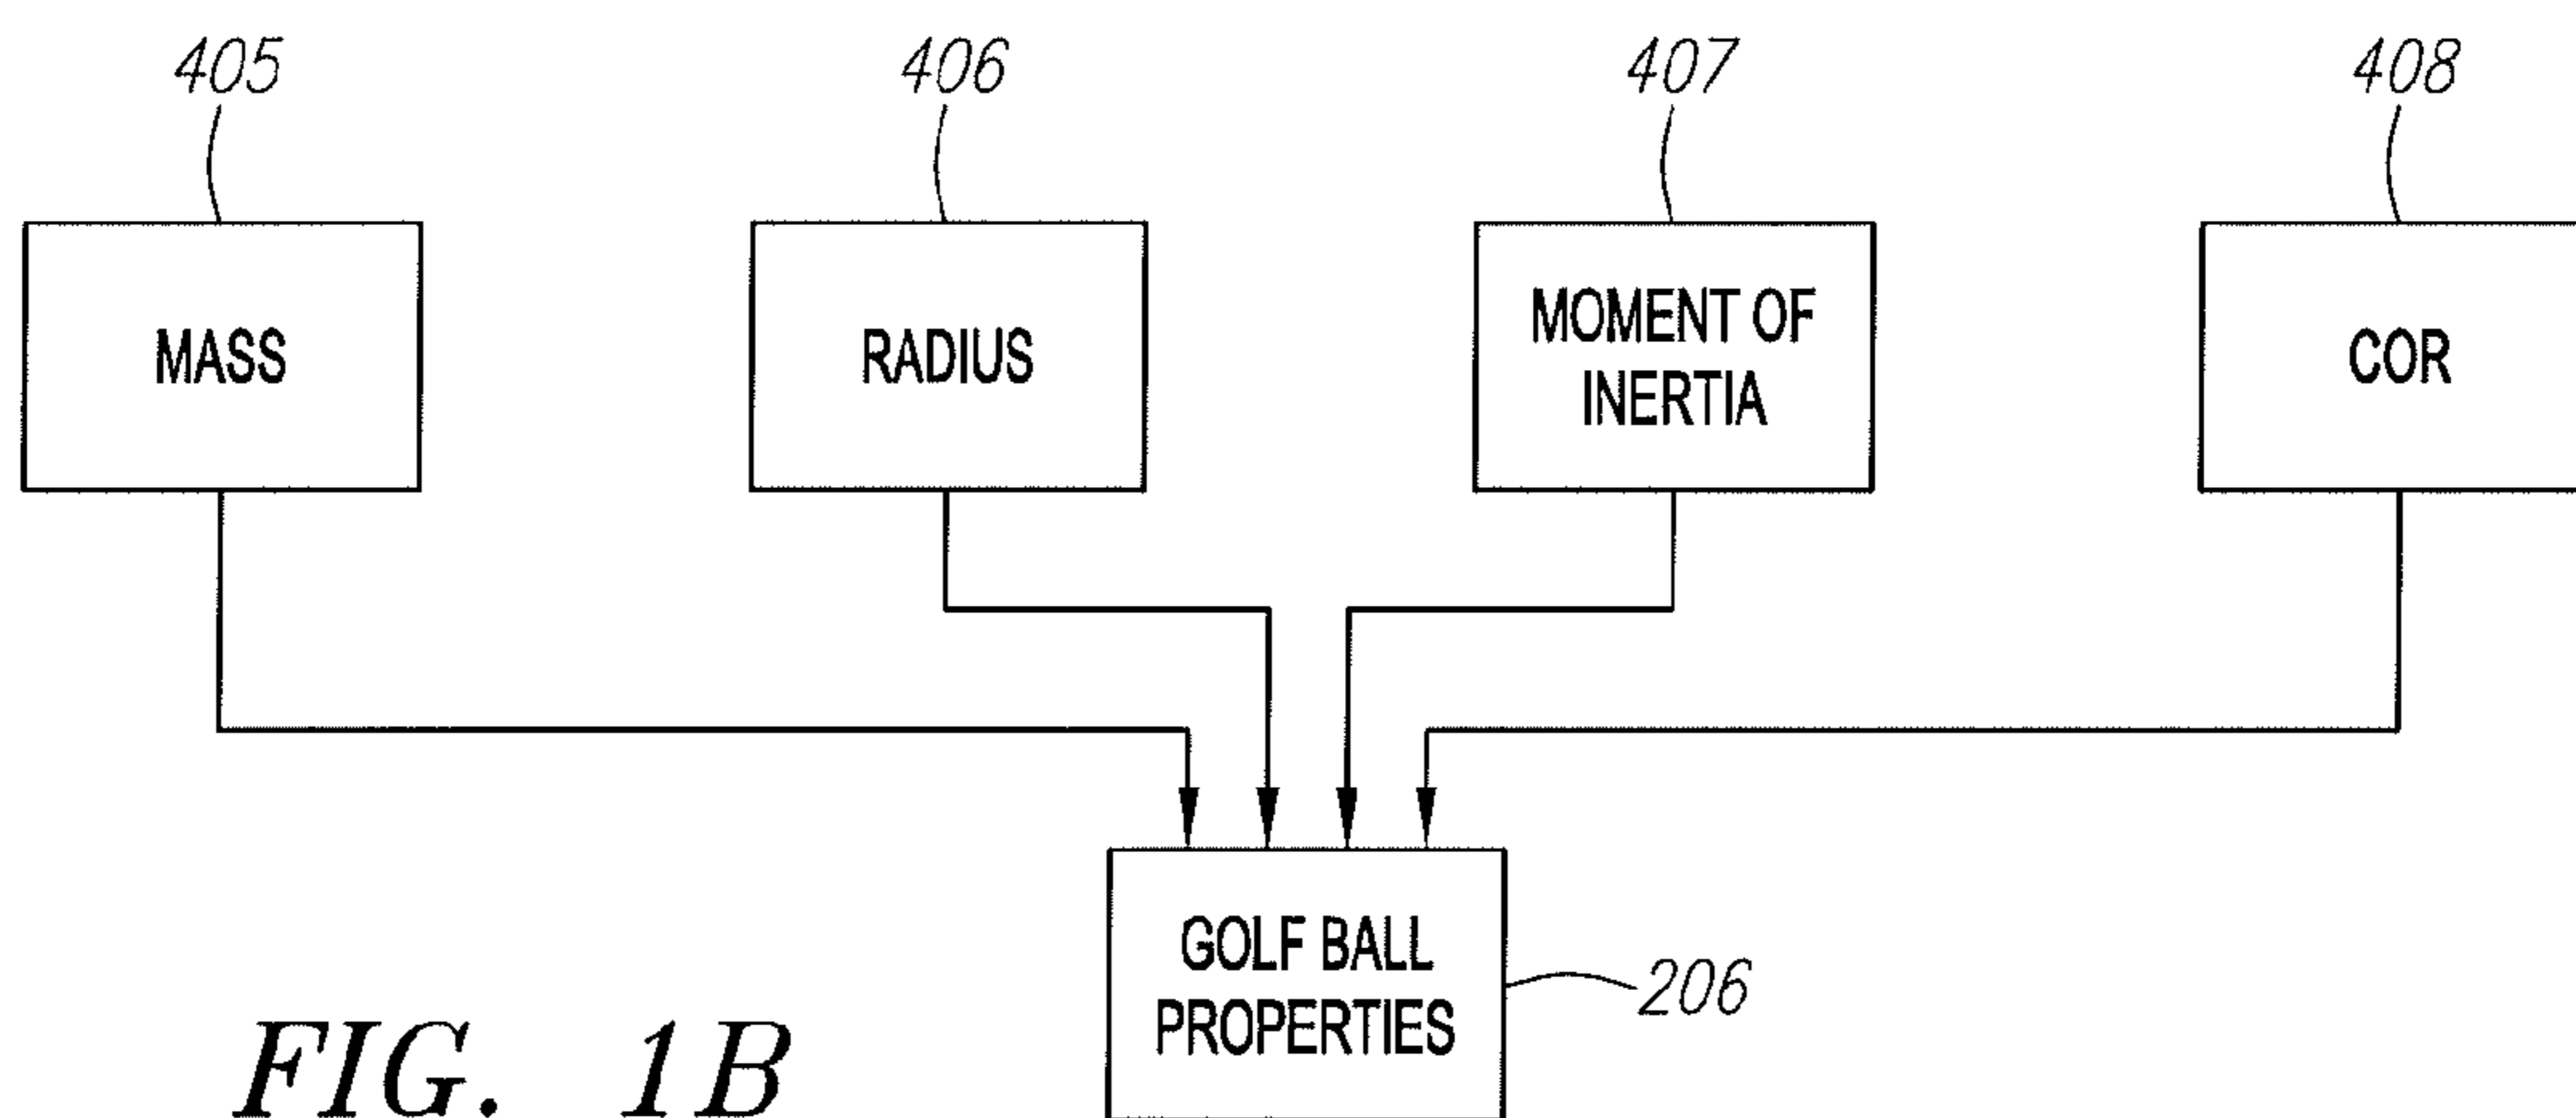 405
406
407
408
MASS
RADIUS
MOMENT OF
INERTIA
COR
GOLF BALL
PROPERTIES
206
FIG. 1B